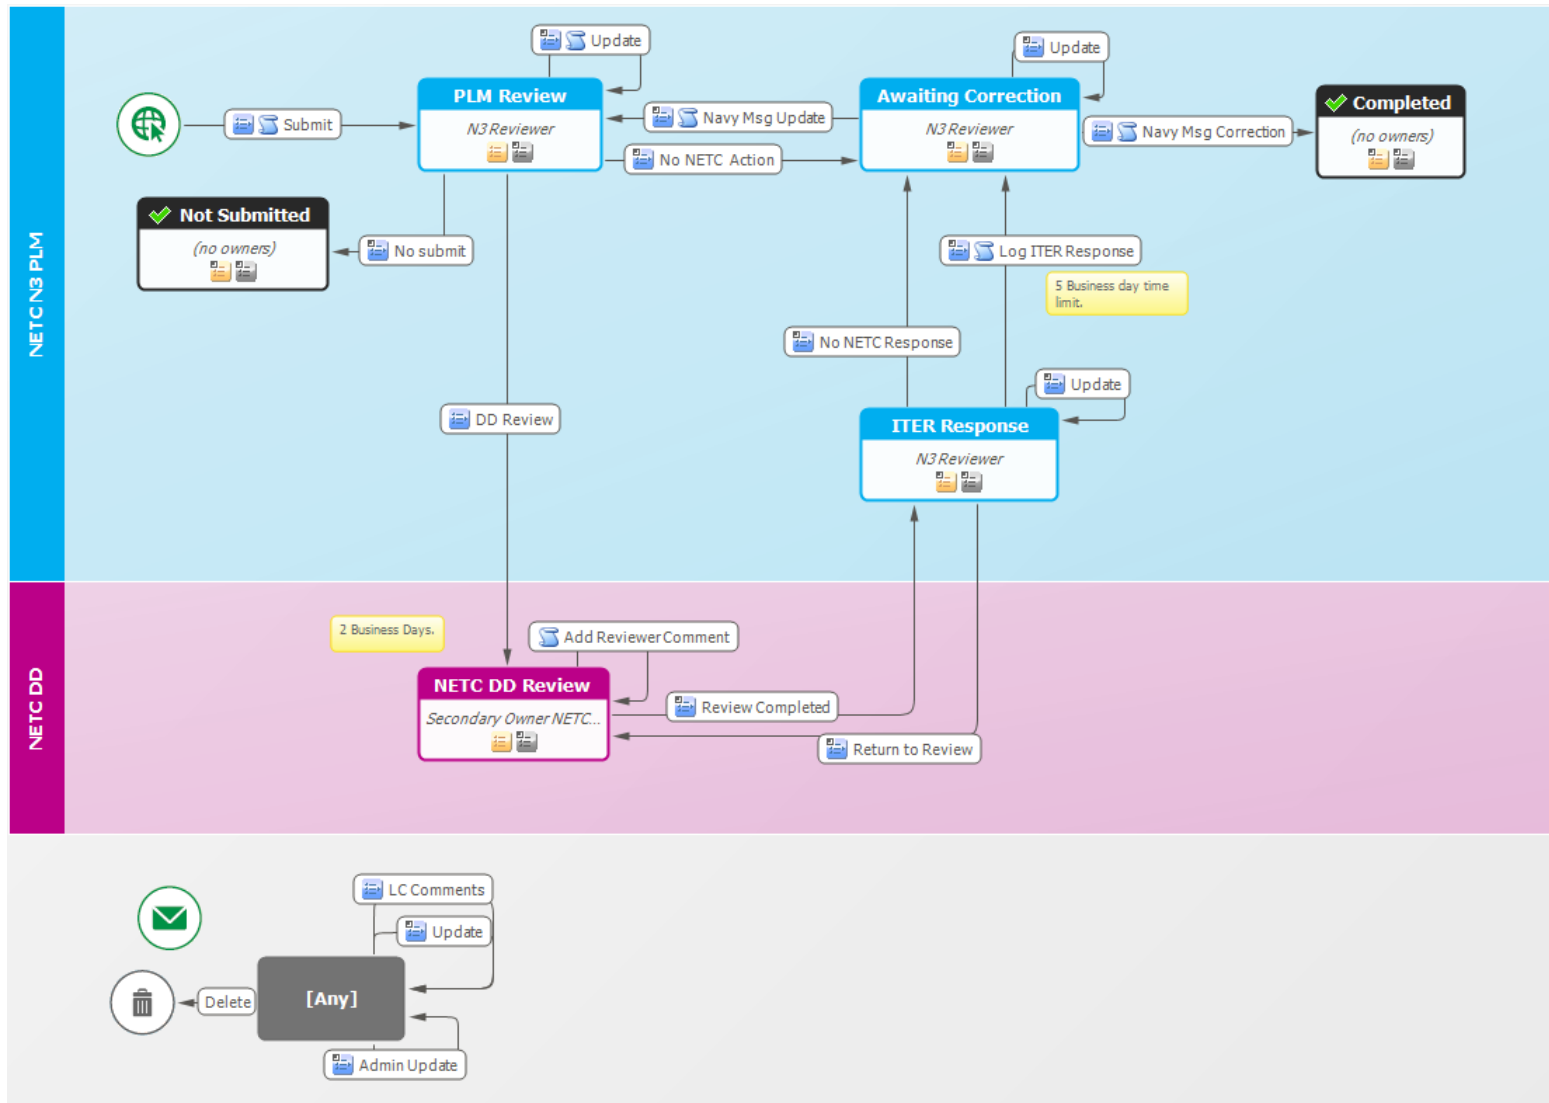 NETC N3 PLM
Update
Update
PLM Review
N3 Reviewer
Awaiting Correction
N3 Reviewer
Completed
(no owners)
Submit
Navy Msg Update
Navy Msg Correction
No NETC Action
Not Submitted
(no owners)
No submit
Log ITER Response
5 Business day time
limit.
No NETC Response
Update
DD Review
ITER Response
N3 Reviewer
NETC DD
2 Business Days.
Add Reviewer Comment
NETC DD Review
Secondary Owner NETC...
Review Completed
Return to Review
LC Comments
Update
[Any]
Delete
Admin Update